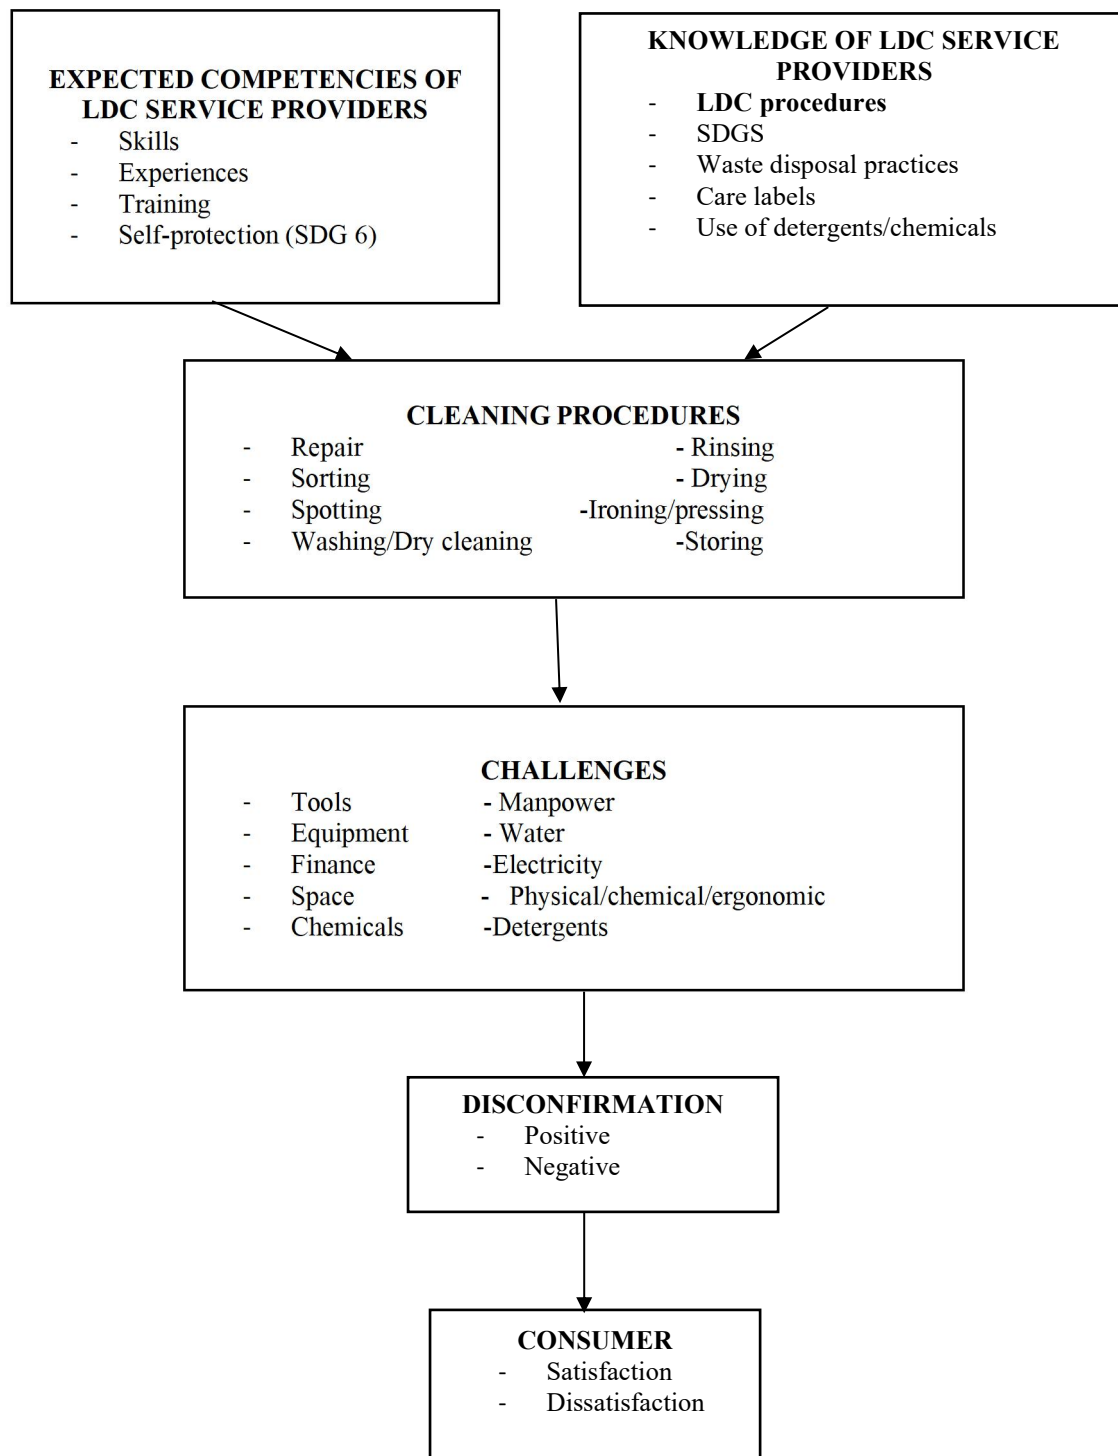 EXPECTED COMPETENCIES OF
LDC SERVICE PROVIDERS
- Skills
- Experiences
- Training
- Self-protection (SDG 6)
KNOWLEDGE OF LDC SERVICE
PROVIDERS
- LDC procedures
- SDGS
- Waste disposal practices
- Care labels
- Use of detergents/chemicals
CLEANING PROCEDURES
- Repair - Rinsing
- Sorting - Drying
- Spotting -Ironing/pressing
- Washing/Dry cleaning -Storing
CHALLENGES
- Tools - Manpower
- Equipment - Water
- Finance -Electricity
- Space - Physical/chemical/ergonomic
- Chemicals -Detergents
DISCONFIRMATION
- Positive
- Negative
CONSUMER
- Satisfaction
- Dissatisfaction